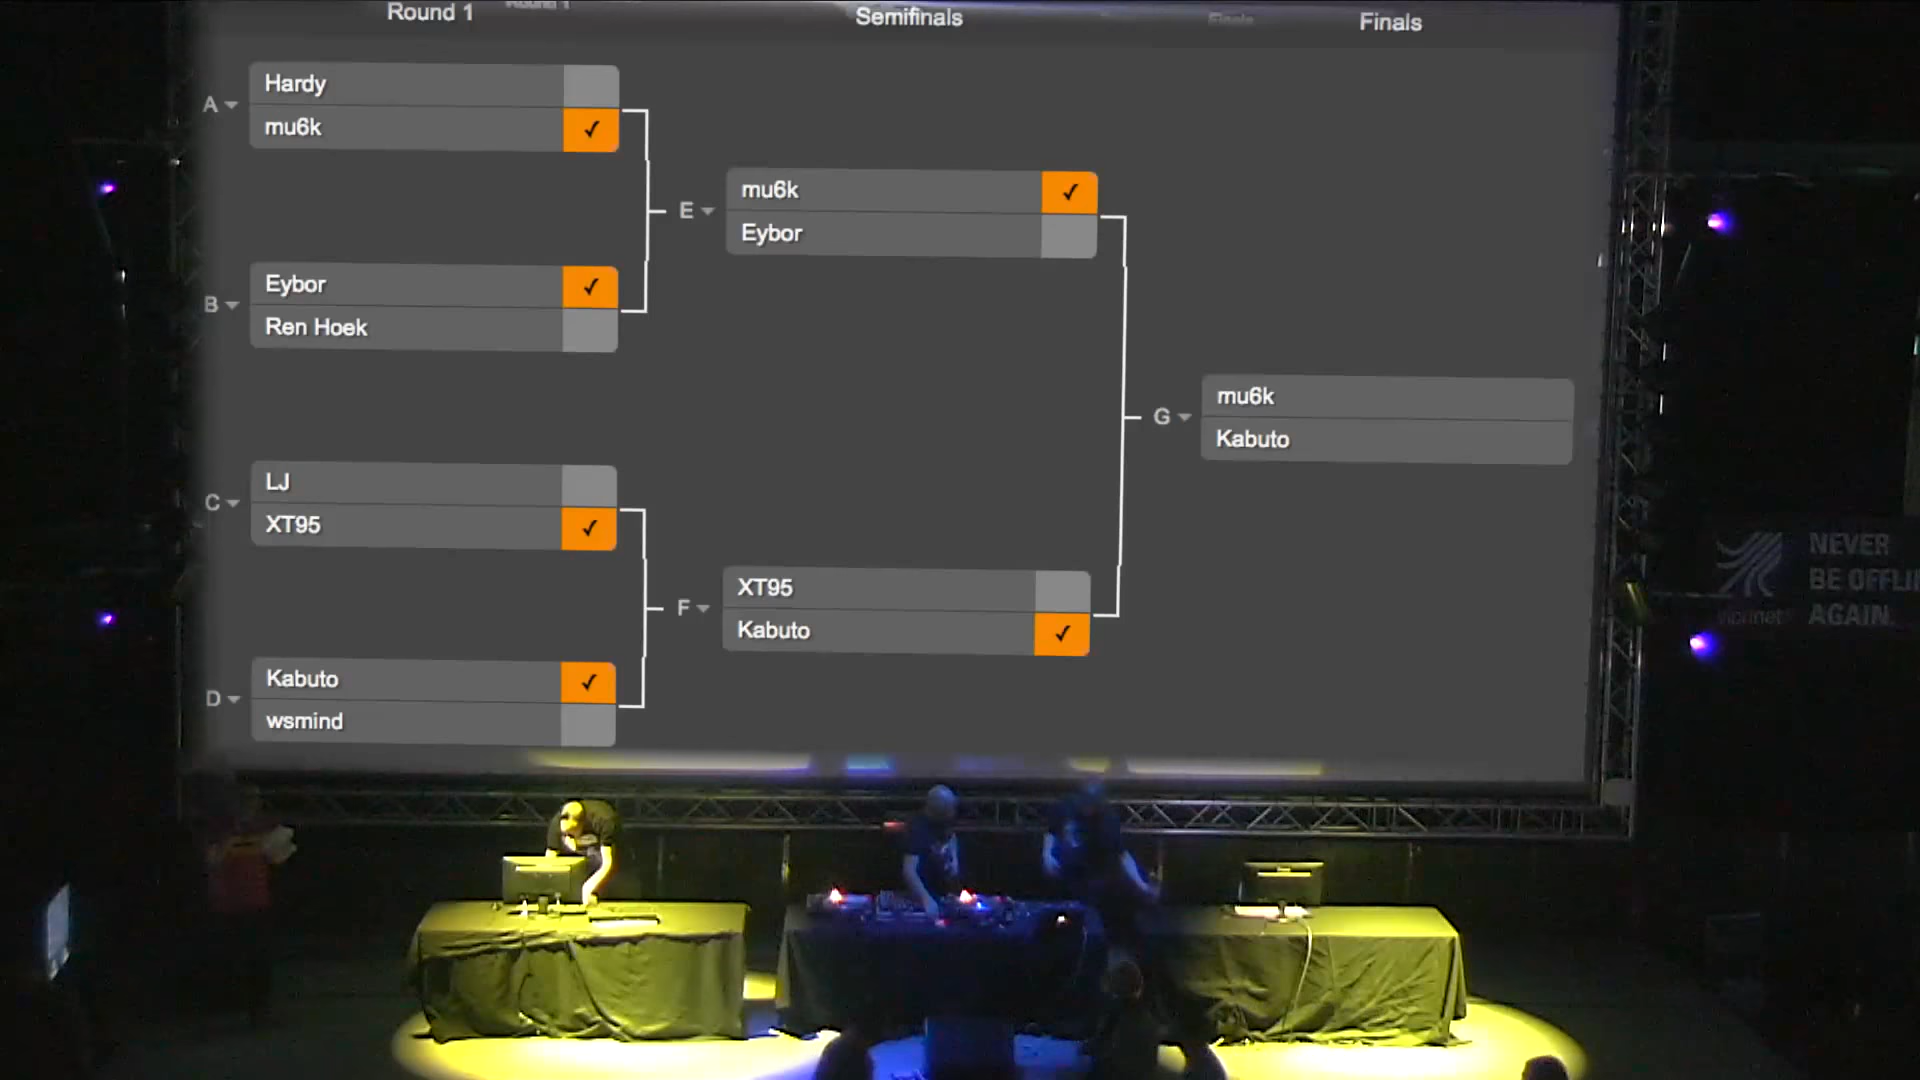 Round 1
Semifinals
Finals
A
Hardy
mu6k
B
Eybor
Ren Hoek
C
LJ
XT95
D
Kabuto
wsmind
E
mu6k
Eybor
F
XT95
Kabuto
G
mu6k
Kabuto
NEVER
BE OFFLI
AGAIN.